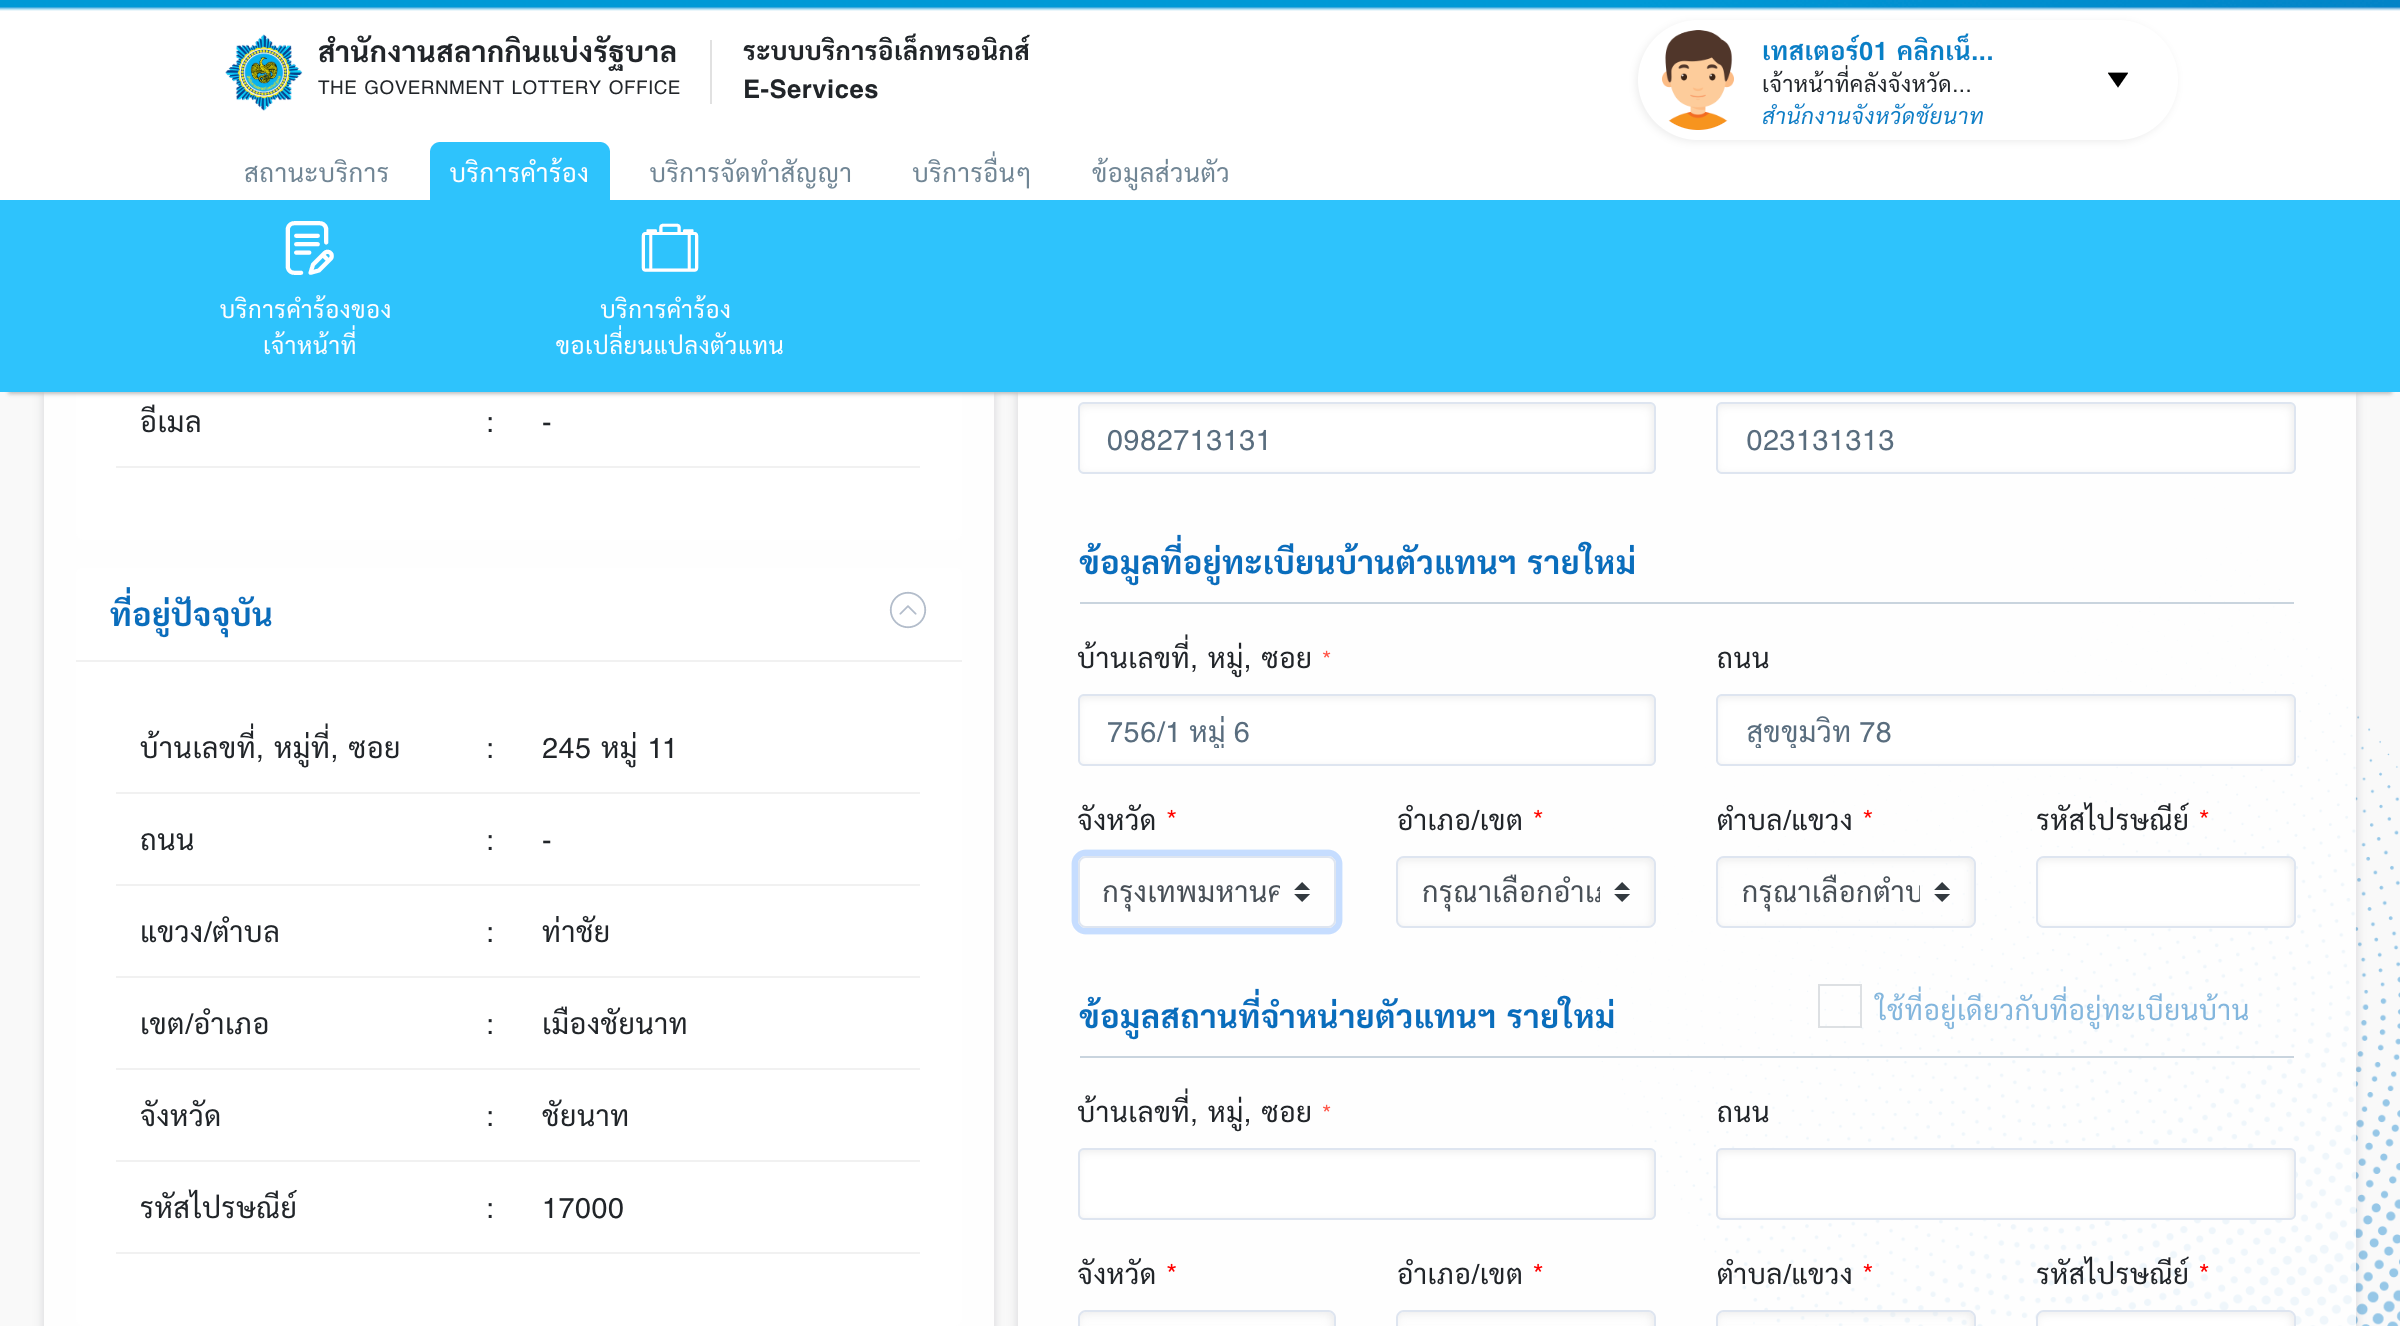 สำนักงานสลากกินแบ่งรัฐบาล
THE GOVERNMENT LOTTERY OFFICE
ระบบบริการอิเล็กทรอนิกส์
E-Services
เทสเตอร์01 คลิกเน็...
เจ้าหน้าที่คลังจังหวัด...
สำนักงานจังหวัดชัยนาท
สถานะบริการ
บริการคำร้อง
บริการจัดทำสัญญา
บริการอื่นๆ
ข้อมูลส่วนตัว
บริการคำร้องของ
เจ้าหน้าที่
บริการคำร้อง
ขอเปลี่ยนแปลงตัวแทน
อีเมล : -
ที่อยู่ปัจจุบัน
บ้านเลขที่, หมู่ที่, ซอย : 245 หมู่ 11
ถนน : -
แขวง/ตำบล : ท่าชัย
เขต/อำเภอ : เมืองชัยนาท
จังหวัด : ชัยนาท
รหัสไปรษณีย์ : 17000
0982713131 023131313
ข้อมูลที่อยู่ทะเบียนบ้านตัวแทนฯ รายใหม่
บ้านเลขที่, หมู่, ซอย * ถนน
756/1 หมู่ 6 สุขขุมวิท 78
จังหวัด * อำเภอ/เขต * ตำบล/แขวง * รหัสไปรษณีย์ *
กรุงเทพมหานค กรุณาเลือกอำเภ กรุณาเลือกตำบ
ข้อมูลสถานที่จำหน่ายตัวแทนฯ รายใหม่ ใช้ที่อยู่เดียวกับที่อยู่ทะเบียนบ้าน
บ้านเลขที่, หมู่, ซอย * ถนน
จังหวัด * อำเภอ/เขต * ตำบล/แขวง * รหัสไปรษณีย์ *